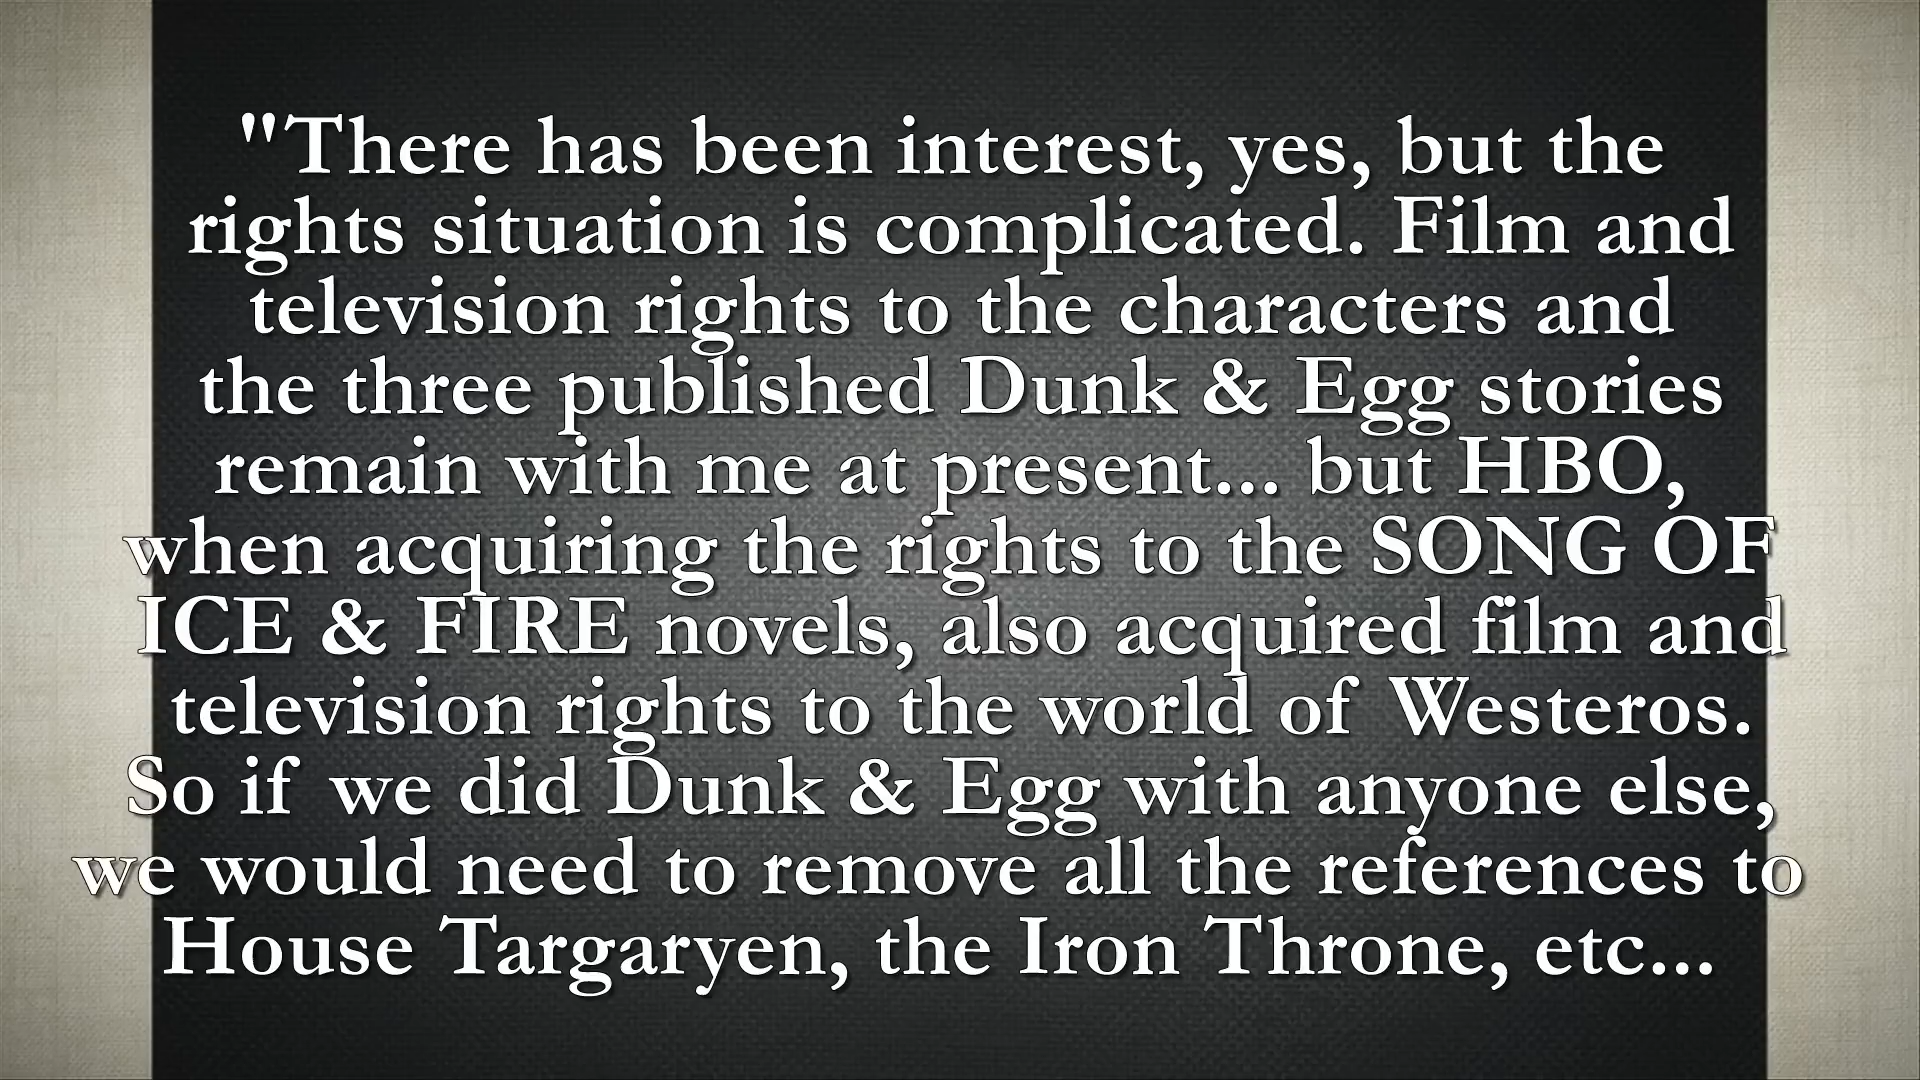 "There has been interest, yes, but the
rights situation is complicated. Film and
television rights to the characters and
the three published Dunk & Egg stories
remain with me at present... but HBO,
when acquiring the rights to the SONG OF
ICE & FIRE novels, also acquired film and
television rights to the world of Westeros.
So if we did Dunk & Egg with anyone else,
we would need to remove all the references to
House Targaryen, the Iron Throne, etc...